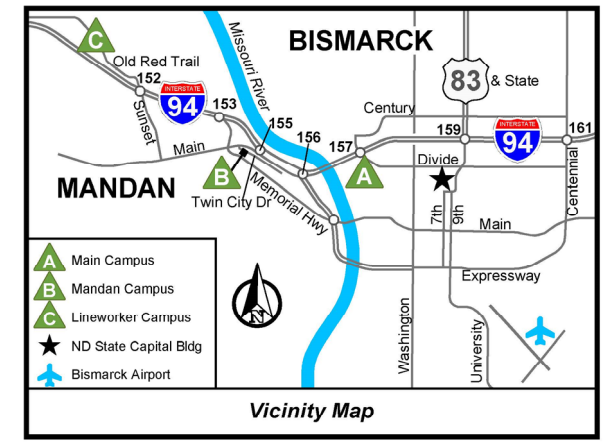 BISMARCK
C
Old Red Trail
Missouri River
152
INTERSTATE
94
153
Sunset
83
& State
Century
155
156
157
159
INTERSTATE
94
161
Main
MANDAN
B
Twin City Dr
Memorial Hwy
A
Divide
7th
9th
Centennial
Main
Expressway
Washington
University
N
A Main Campus
B Mandan Campus
C Lineworker Campus
ND State Capital Bldg
Bismarck Airport
Vicinity Map